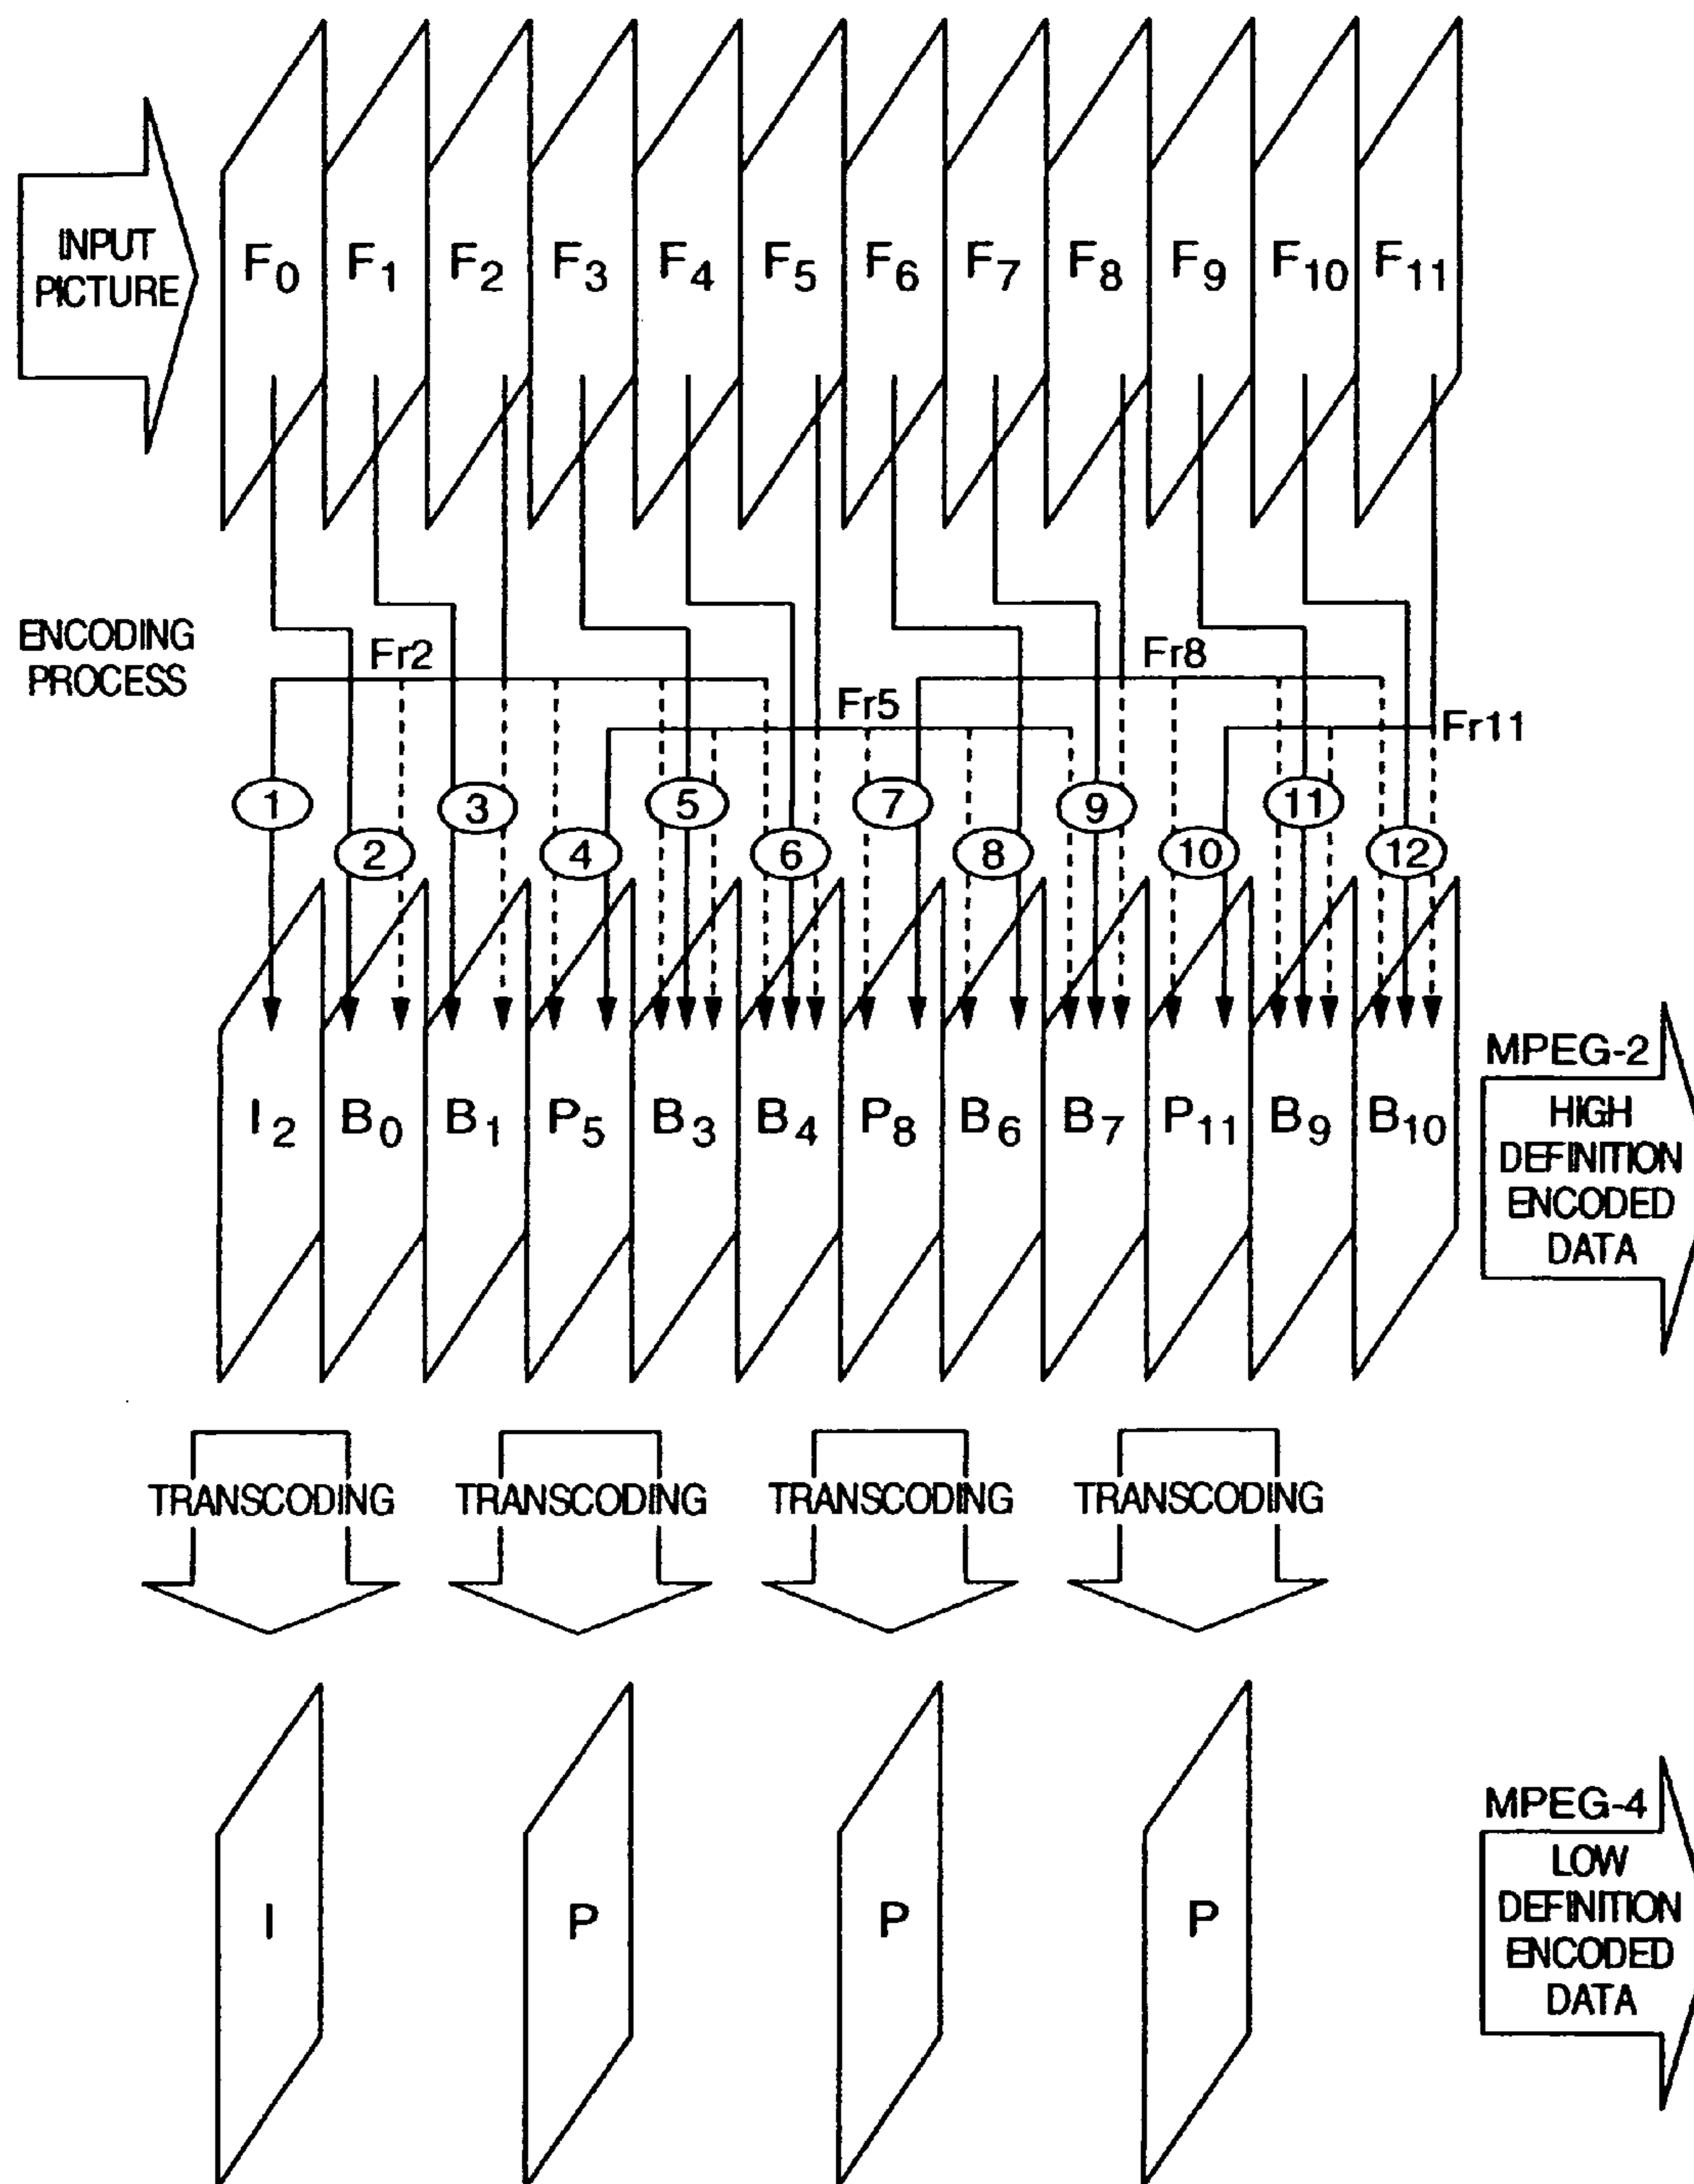 INPUT
PICTURE
F0 F1 F2 F3 F4 F5 F6 F7 F8 F9 F10 F11
ENCODING
PROCESS
Fr2
Fr8
Fr5
Fr11
1 3 5 7 9 11
2 4 6 8 10 12
I2 B0 B1 P5 B3 B4 P8 B6 B7 P11 B9 B10
MPEG-2
HIGH
DEFINITION
ENCODED
DATA
TRANSCODING TRANSCODING TRANSCODING TRANSCODING
I P P P
MPEG-4
LOW
DEFINITION
ENCODED
DATA